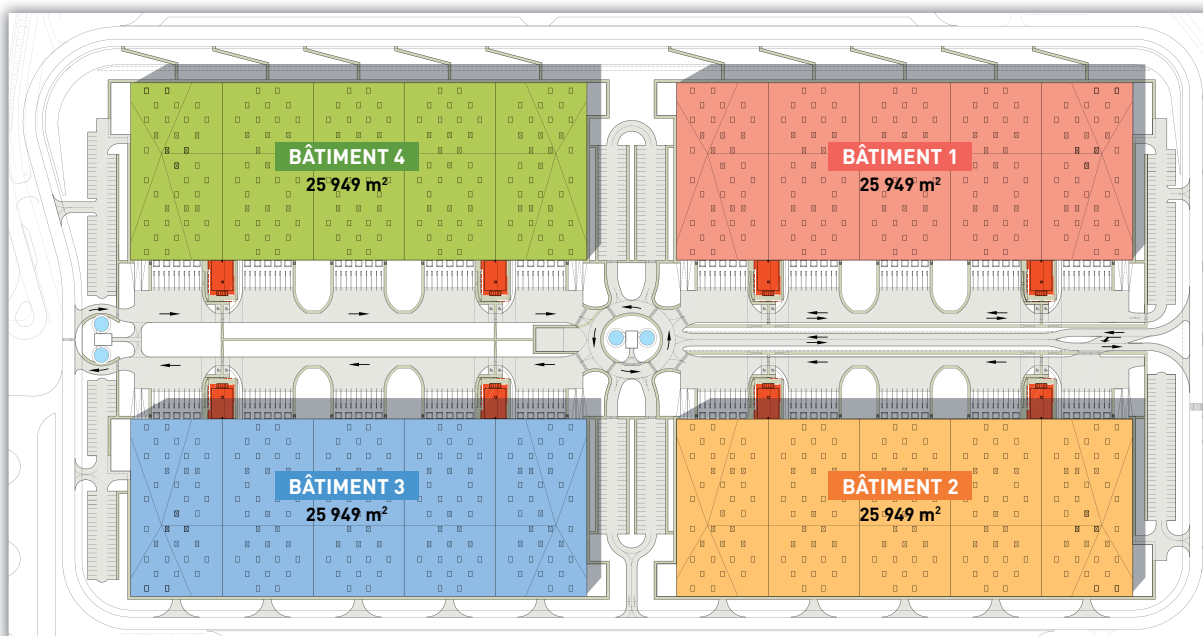 BÂTIMENT 4
25 949 m²
BÂTIMENT 1
25 949 m²
BÂTIMENT 3
25 949 m²
BÂTIMENT 2
25 949 m²